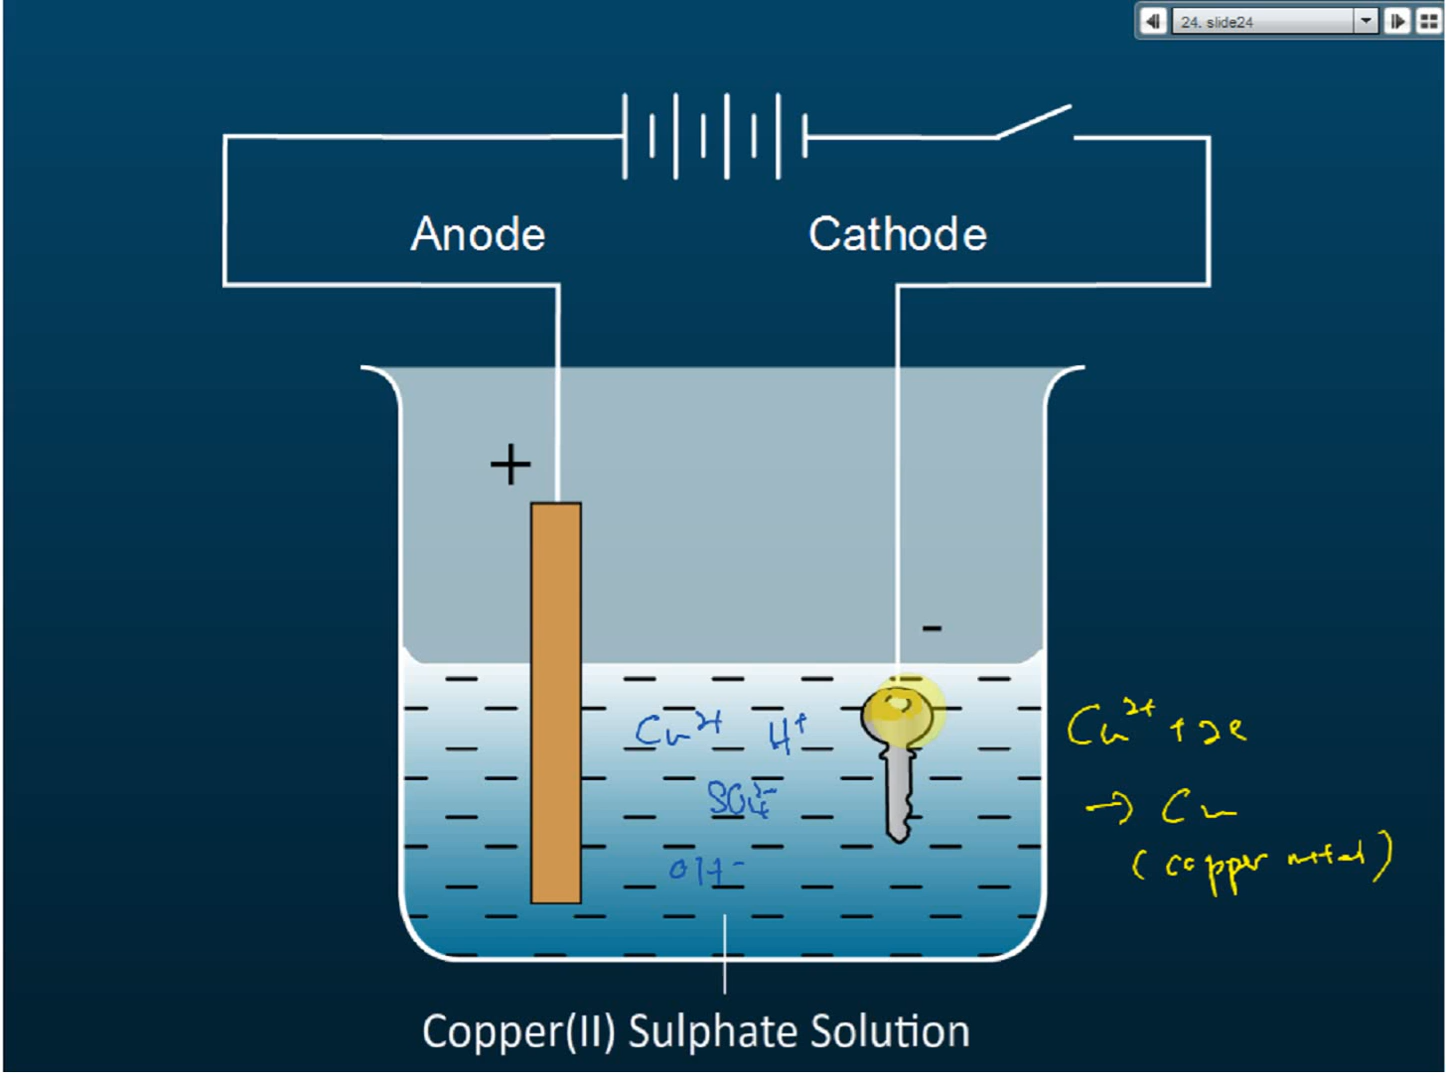 24. slide24
Anode
Cathode
+
-
Cu²⁺ H⁺
SO₄²⁻
OH⁻
Cu²⁺ + 2e
→ Cu
(copper metal)
Copper(II) Sulphate Solution